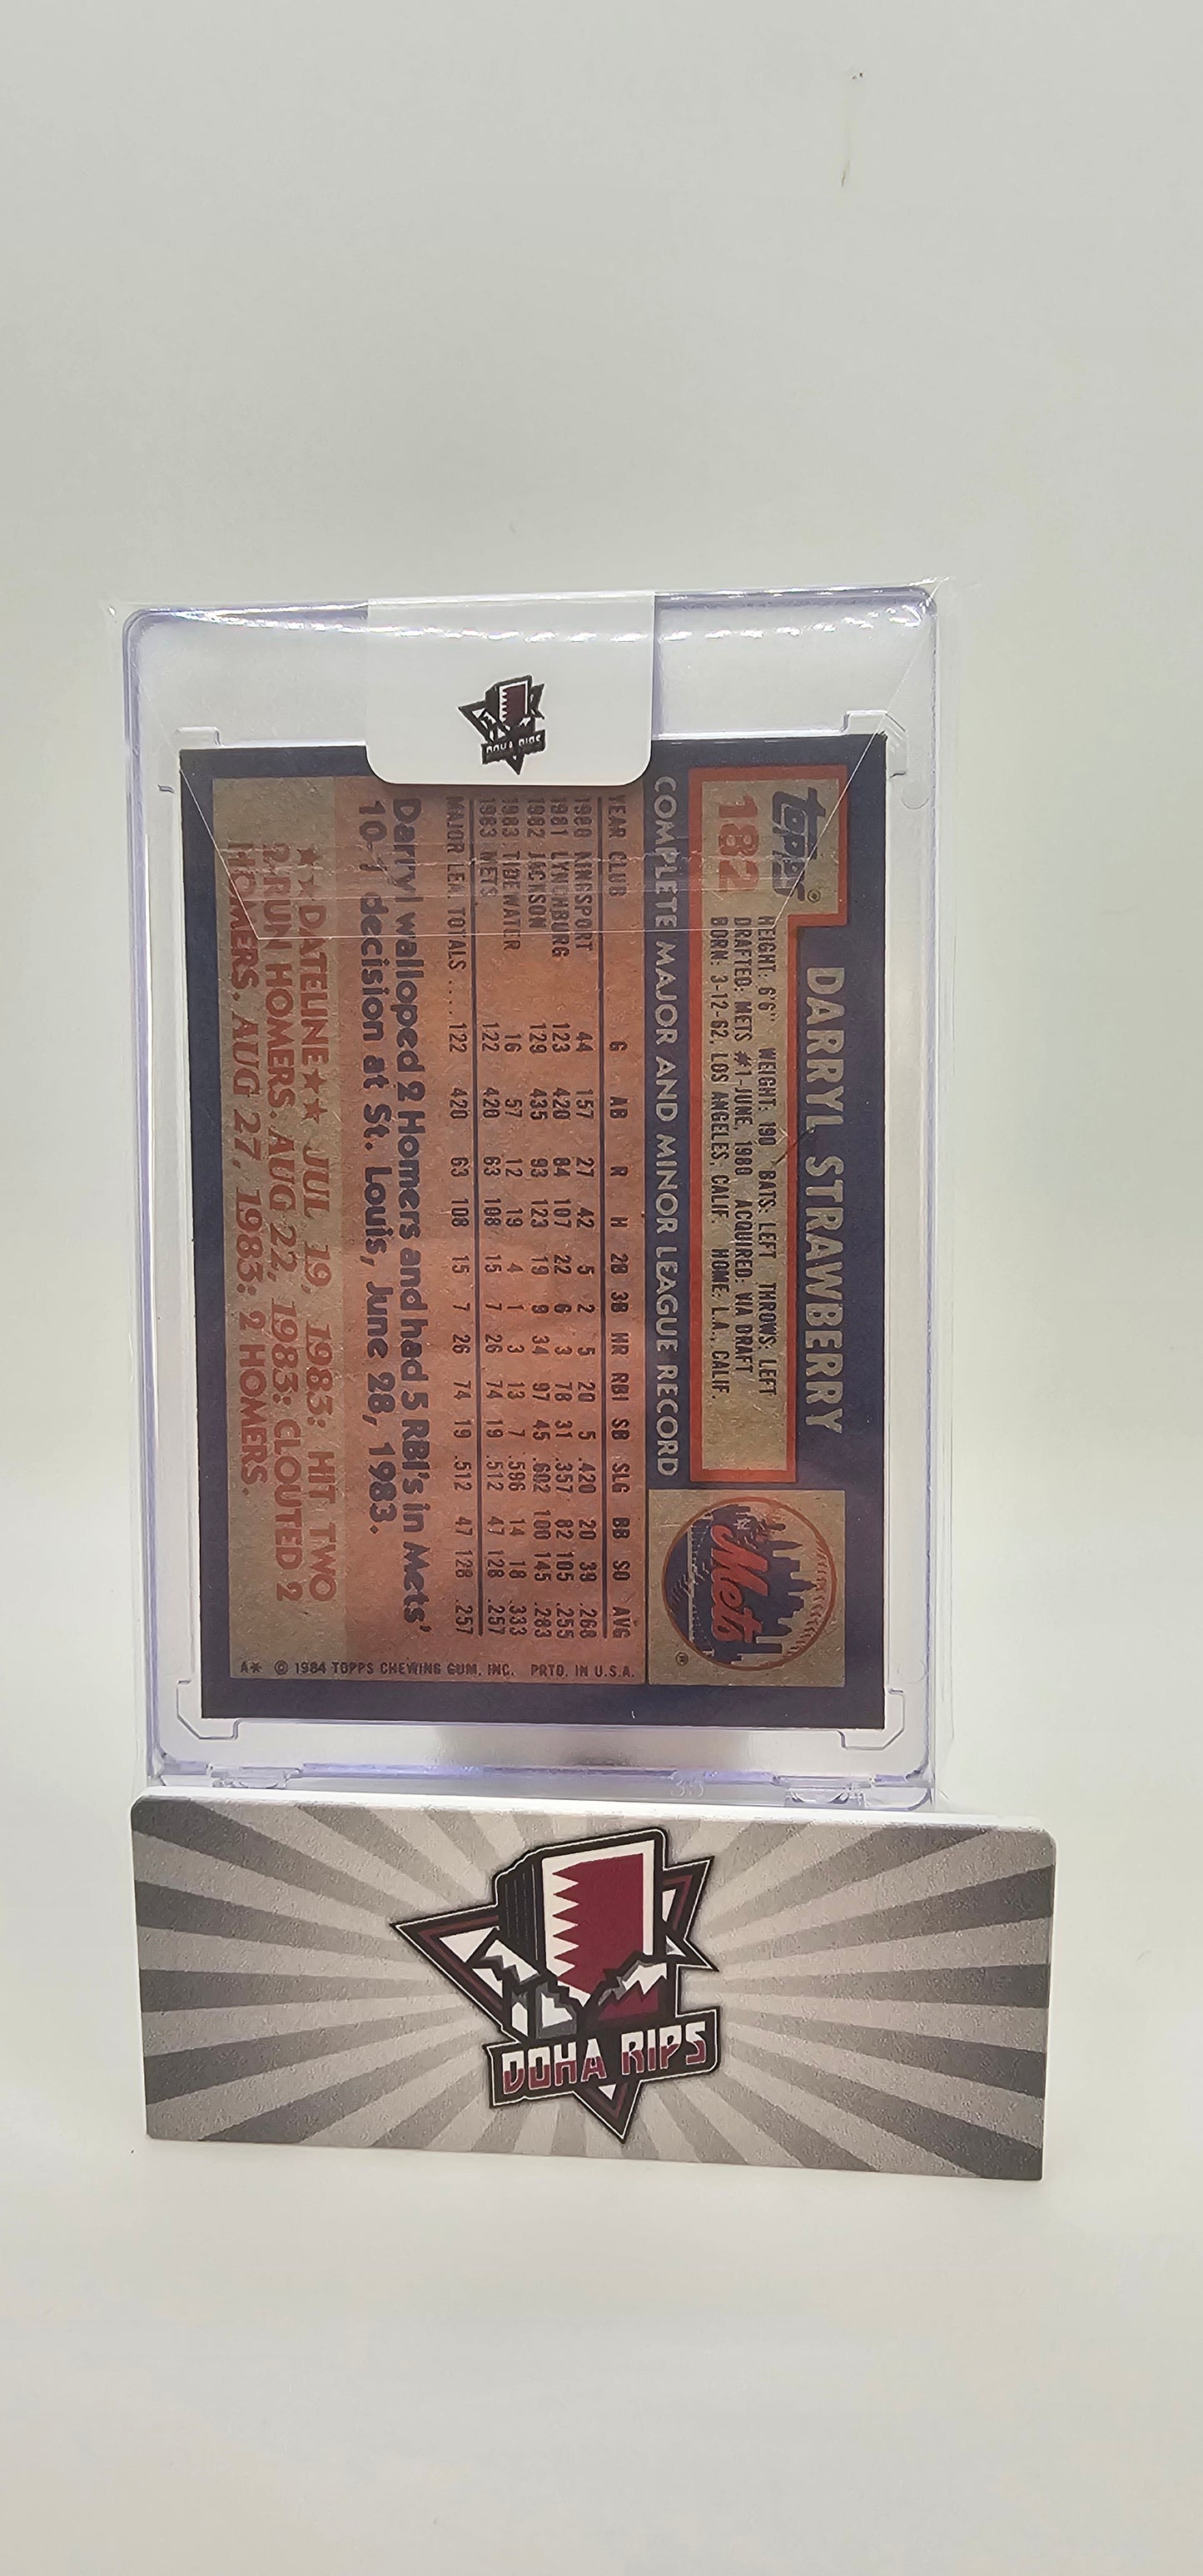 DOHA RIPS
topps®
182
DARRYL STRAWBERRY
HEIGHT: 6'6" WEIGHT: 190 BATS: LEFT THROWS: LEFT
DRAFTED: METS #1-JUNE, 1980 ACQUIRED: VIA DRAFT
BORN: 3-12-62, LOS ANGELES, CALIF. HOME: L.A., CALIF.
Mets
®
COMPLETE MAJOR AND MINOR LEAGUE RECORD
YEAR CLUB G AB R H 2B 3B HR RBI SB SLG BB SO AVG
1980 KINGSPORT 44 157 27 42 5 2 5 20 5 .420 20 39 .268
1981 LYNCHBURG 123 420 84 107 22 6 3 78 31 .357 82 105 .255
1982 JACKSON 129 435 93 123 19 9 34 97 45 .602 100 145 .283
1983 TIDEWATER 16 57 12 19 4 1 3 13 7 .596 14 18 .333
1983 METS 122 420 63 108 15 7 26 74 19 .512 47 128 .257
MAJOR LEA. TOTALS .... 122 420 63 108 15 7 26 74 19 .512 47 128 .257
Darryl walloped 2 Homers and had 5 RBI's in Mets'
10-1 decision at St. Louis, June 28, 1983.
★★DATELINE★★ JUL 19, 1983: HIT TWO
2-RUN HOMERS. AUG 22, 1983: CLOUTED 2
HOMERS. AUG 27, 1983: 2 HOMERS.
A* © 1984 TOPPS CHEWING GUM, INC. PRTD. IN U.S.A.
35
DOHA RIPS